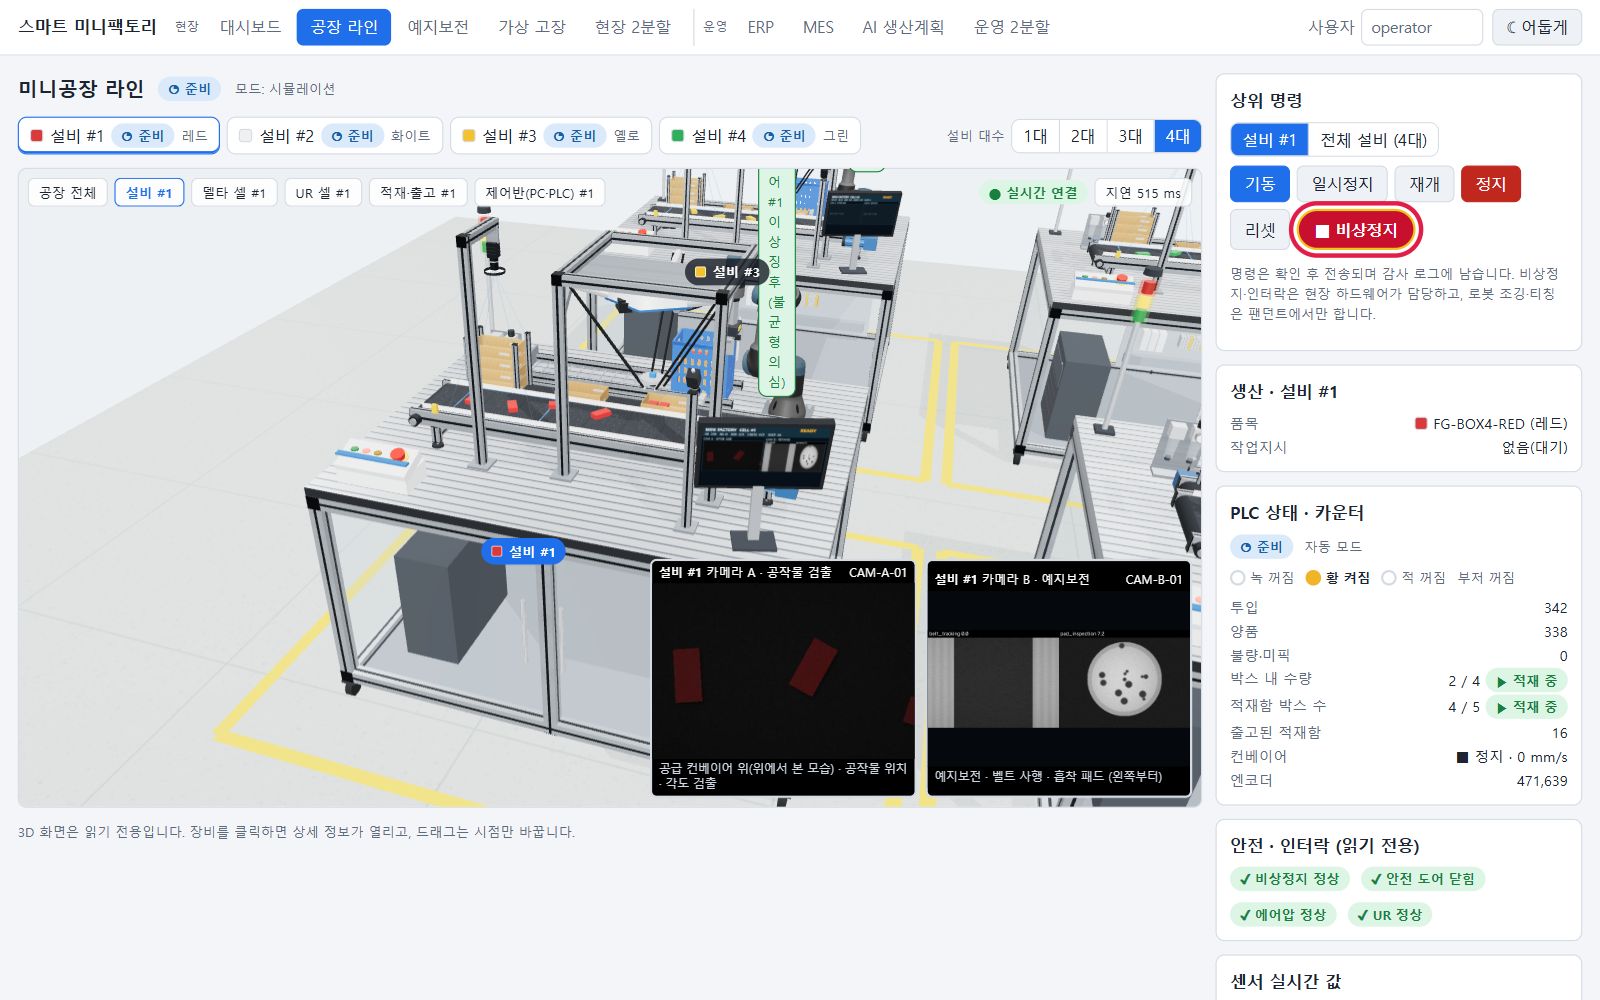 스마트 미니팩토리 현장 대시보드 공장 라인 예지보전 가상 고장 현장 2분할 운영 ERP MES AI 생산계획 운영 2분할 사용자 operator ☾ 어둡게
미니공장 라인 준비 모드: 시뮬레이션
설비 #1 준비 레드 설비 #2 준비 화이트 설비 #3 준비 옐로 설비 #4 준비 그린 설비 대수 1대 2대 3대 4대
공장 전체 설비 #1 델타 셀 #1 UR 셀 #1 적재·출고 #1 제어반(PC·PLC) #1 실시간 연결 지연 515 ms
어
#1
이
상
징
후
(불
균
형
의
심)
설비 #3
READY
설비 #1
설비 #1 카메라 A · 공작물 검출 CAM-A-01
공급 컨베이어 위(위에서 본 모습) · 공작물 위치
· 각도 검출
설비 #1 카메라 B · 예지보전 CAM-B-01
belt_tracking 0.0 pad_inspection 7.2
예지보전 · 벨트 사행 · 흡착 패드 (왼쪽부터)
3D 화면은 읽기 전용입니다. 장비를 클릭하면 상세 정보가 열리고, 드래그는 시점만 바꿉니다.
상위 명령
설비 #1 전체 설비 (4대)
기동 일시정지 재개 정지
리셋 비상정지
명령은 확인 후 전송되며 감사 로그에 남습니다. 비상정
지·인터락은 현장 하드웨어가 담당하고, 로봇 조깅·티칭
은 팬던트에서만 합니다.
생산 · 설비 #1
품목 FG-BOX4-RED (레드)
작업지시 없음(대기)
PLC 상태 · 카운터
준비 자동 모드
녹 꺼짐 황 켜짐 적 꺼짐 부저 꺼짐
투입 342
양품 338
불량·미픽 0
박스 내 수량 2 / 4 ▶ 적재 중
적재함 박스 수 4 / 5 ▶ 적재 중
출고된 적재함 16
컨베이어 ■ 정지 · 0 mm/s
엔코더 471,639
안전 · 인터락 (읽기 전용)
✔ 비상정지 정상 ✔ 안전 도어 닫힘
✔ 에어압 정상 ✔ UR 정상
센서 실시간 값